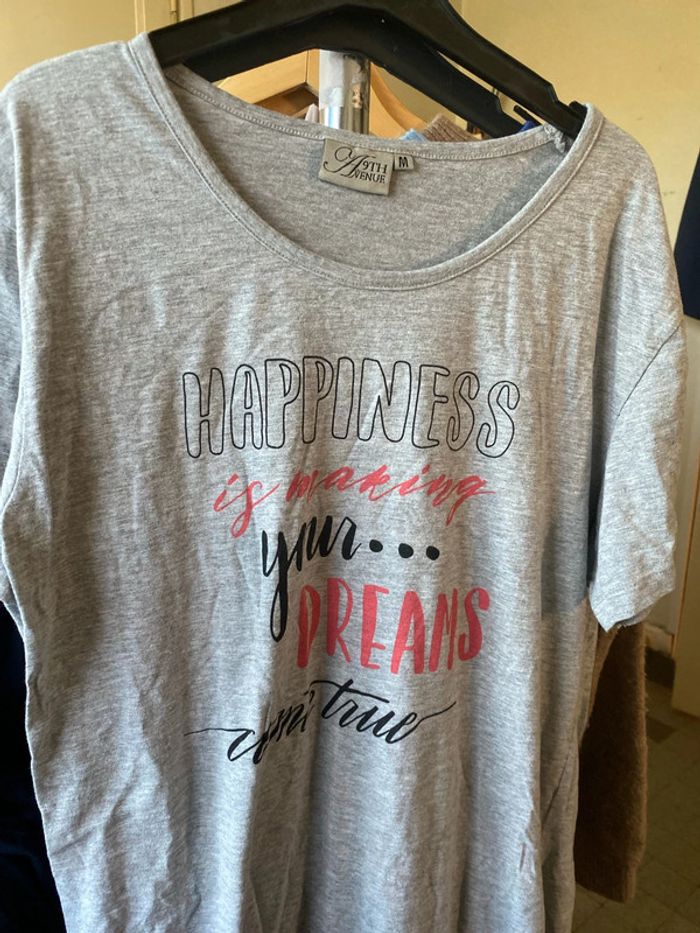 9TH M
AVENUE
HAPPINESS
is making
your...
DREAMS
come true